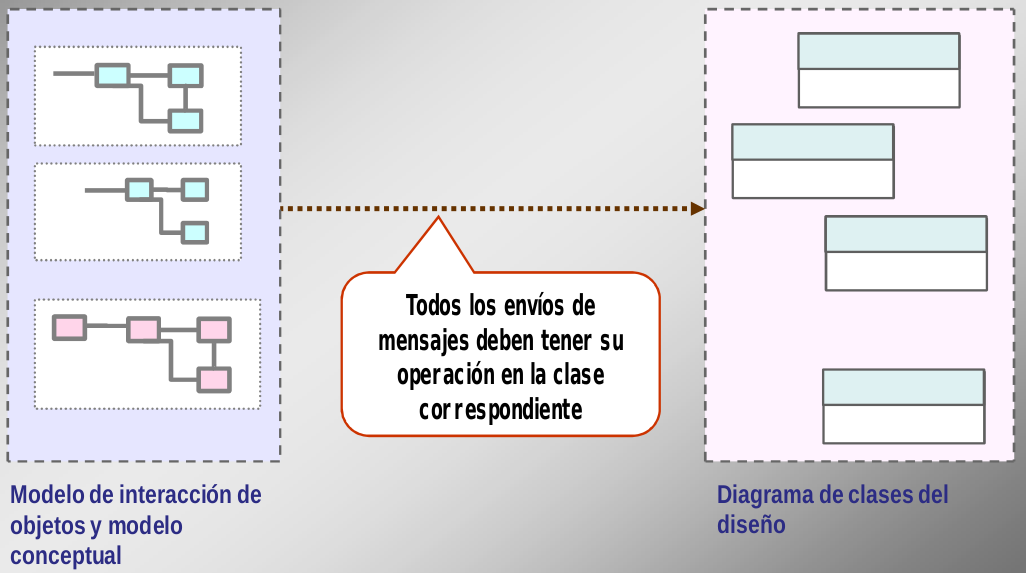 Todos los envíos de
mensajes deben tener su
operación en la clase
correspondiente
Modelo de interacción de
objetos y modelo
conceptual
Diagrama de clases del
diseño